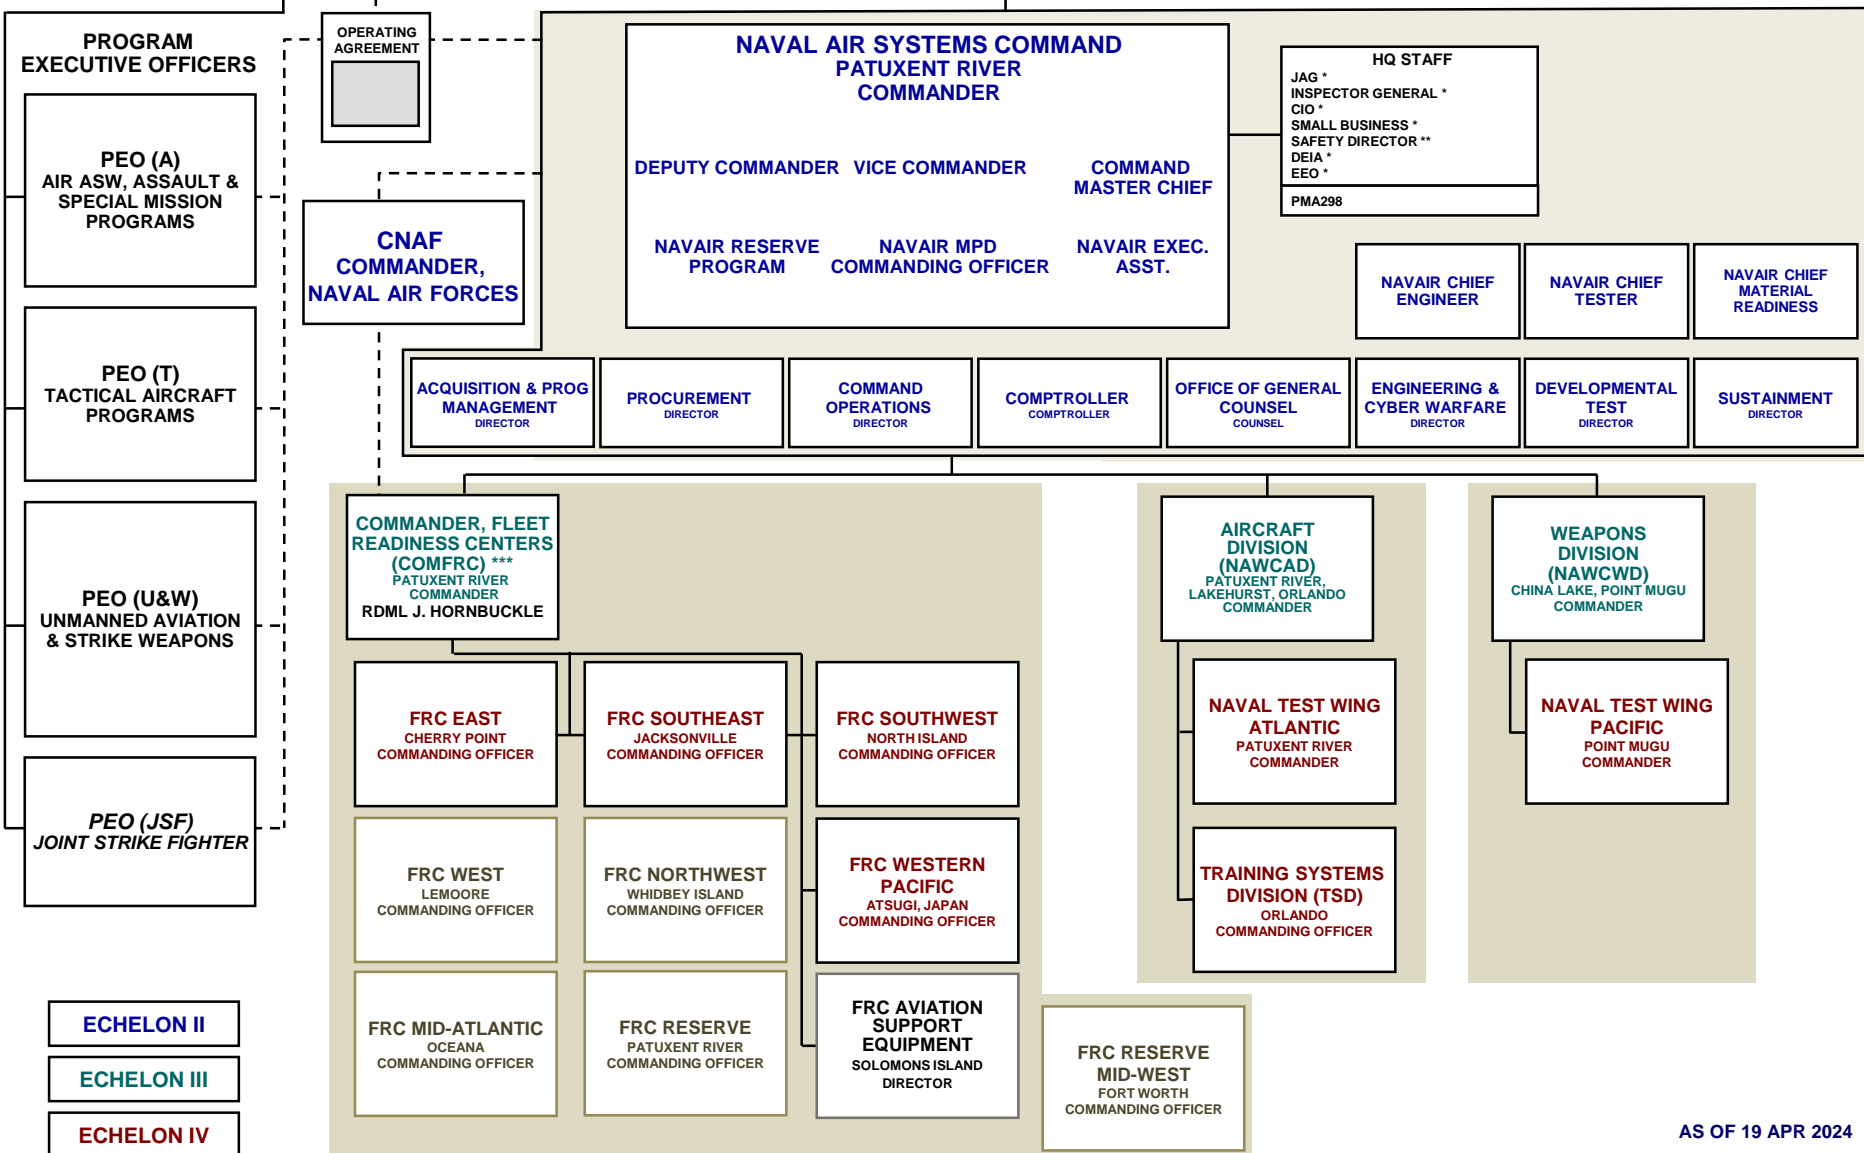 PROGRAM
EXECUTIVE OFFICERS
PEO (A)
AIR ASW, ASSAULT &
SPECIAL MISSION
PROGRAMS
PEO (T)
TACTICAL AIRCRAFT
PROGRAMS
PEO (U&W)
UNMANNED AVIATION
& STRIKE WEAPONS
PEO (JSF)
JOINT STRIKE FIGHTER
OPERATING
AGREEMENT
CNAF
COMMANDER,
NAVAL AIR FORCES
NAVAL AIR SYSTEMS COMMAND
PATUXENT RIVER
COMMANDER
DEPUTY COMMANDER
VICE COMMANDER
COMMAND
MASTER CHIEF
NAVAIR RESERVE
PROGRAM
NAVAIR MPD
COMMANDING OFFICER
NAVAIR EXEC.
ASST.
HQ STAFF
JAG *
INSPECTOR GENERAL *
CIO *
SMALL BUSINESS *
SAFETY DIRECTOR **
DEIA *
EEO *
PMA298
NAVAIR CHIEF
ENGINEER
NAVAIR CHIEF
TESTER
NAVAIR CHIEF
MATERIAL
READINESS
ACQUISITION & PROG
MANAGEMENT
DIRECTOR
PROCUREMENT
DIRECTOR
COMMAND
OPERATIONS
DIRECTOR
COMPTROLLER
COMPTROLLER
OFFICE OF GENERAL
COUNSEL
COUNSEL
ENGINEERING &
CYBER WARFARE
DIRECTOR
DEVELOPMENTAL
TEST
DIRECTOR
SUSTAINMENT
DIRECTOR
COMMANDER, FLEET
READINESS CENTERS
(COMFRC) ***
PATUXENT RIVER
COMMANDER
RDML J. HORNBUCKLE
AIRCRAFT
DIVISION
(NAWCAD)
PATUXENT RIVER,
LAKEHURST, ORLANDO
COMMANDER
WEAPONS
DIVISION
(NAWCWD)
CHINA LAKE, POINT MUGU
COMMANDER
FRC EAST
CHERRY POINT
COMMANDING OFFICER
FRC SOUTHEAST
JACKSONVILLE
COMMANDING OFFICER
FRC SOUTHWEST
NORTH ISLAND
COMMANDING OFFICER
NAVAL TEST WING
ATLANTIC
PATUXENT RIVER
COMMANDER
NAVAL TEST WING
PACIFIC
POINT MUGU
COMMANDER
FRC WEST
LEMOORE
COMMANDING OFFICER
FRC NORTHWEST
WHIDBEY ISLAND
COMMANDING OFFICER
FRC WESTERN
PACIFIC
ATSUGI, JAPAN
COMMANDING OFFICER
TRAINING SYSTEMS
DIVISION (TSD)
ORLANDO
COMMANDING OFFICER
FRC MID-ATLANTIC
OCEANA
COMMANDING OFFICER
FRC RESERVE
PATUXENT RIVER
COMMANDING OFFICER
FRC AVIATION
SUPPORT
EQUIPMENT
SOLOMONS ISLAND
DIRECTOR
FRC RESERVE
MID-WEST
FORT WORTH
COMMANDING OFFICER
ECHELON II
ECHELON III
ECHELON IV
AS OF 19 APR 2024